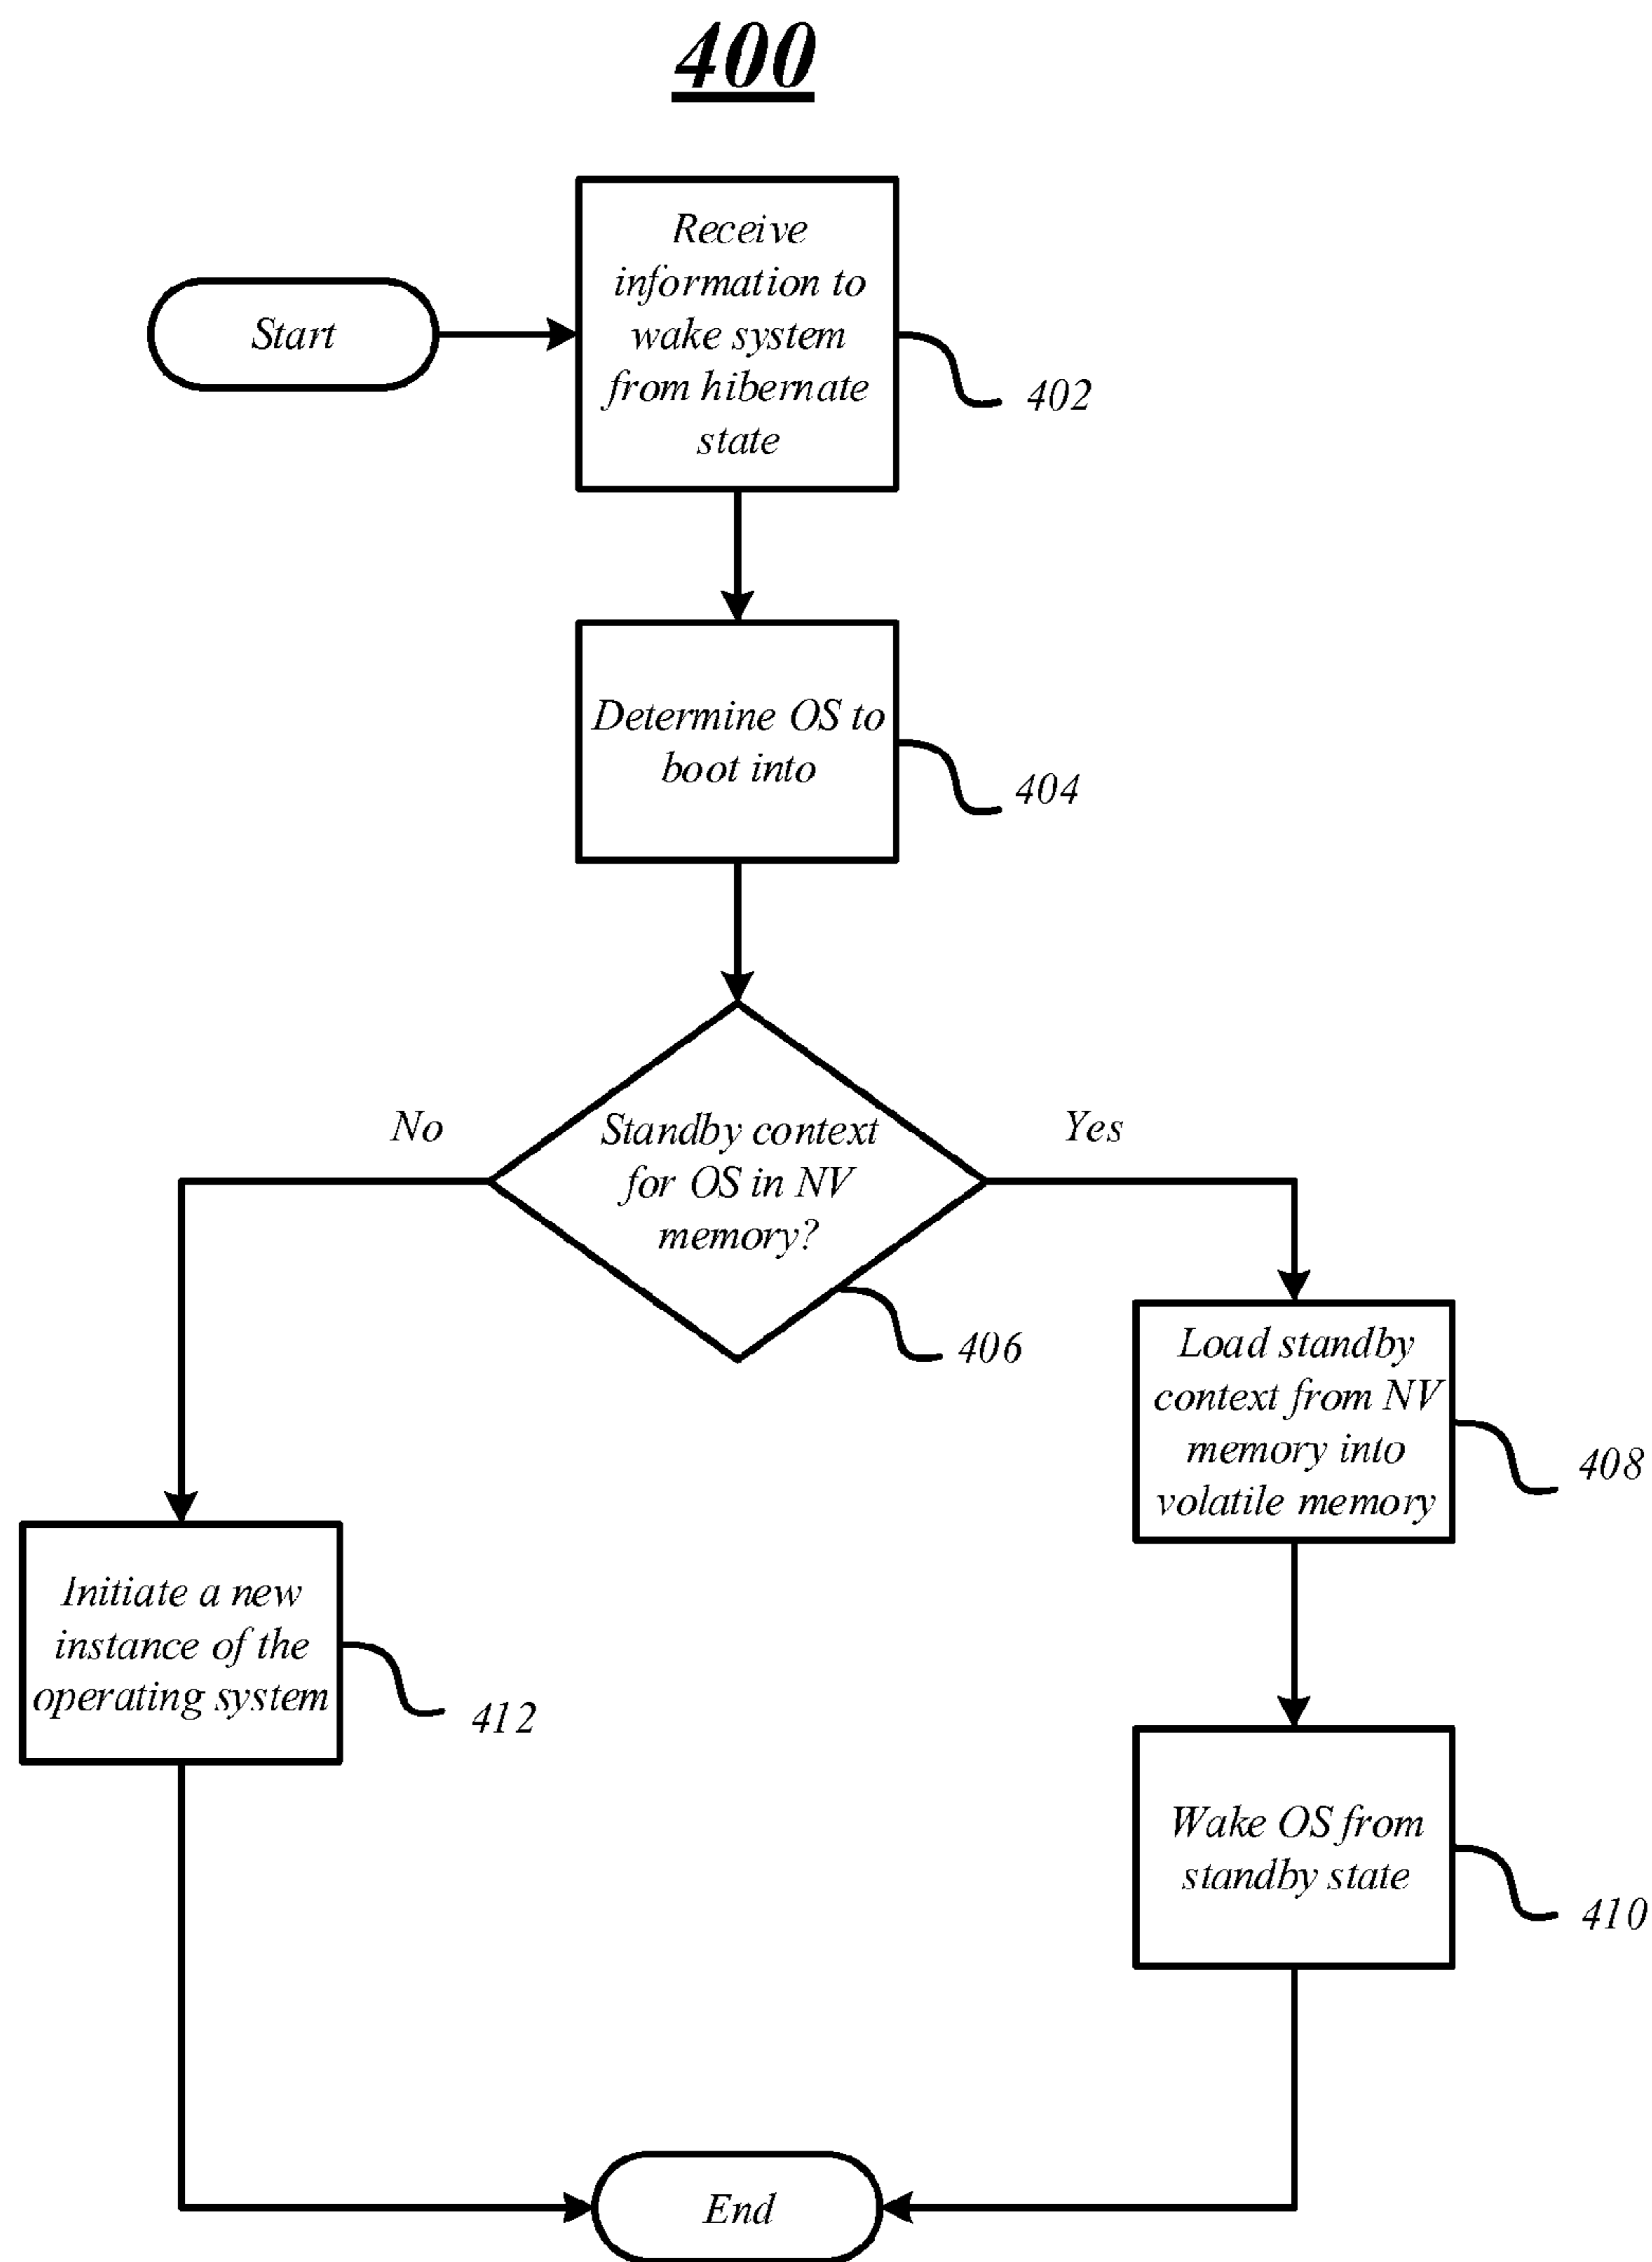 400
Start
Receive
information to
wake system
from hibernate
state
402
Determine OS to
boot into
404
No
Standby context
for OS in NV
memory?
Yes
406
Load standby
context from NV
memory into
volatile memory
408
Initiate a new
instance of the
operating system
412
Wake OS from
standby state
410
End